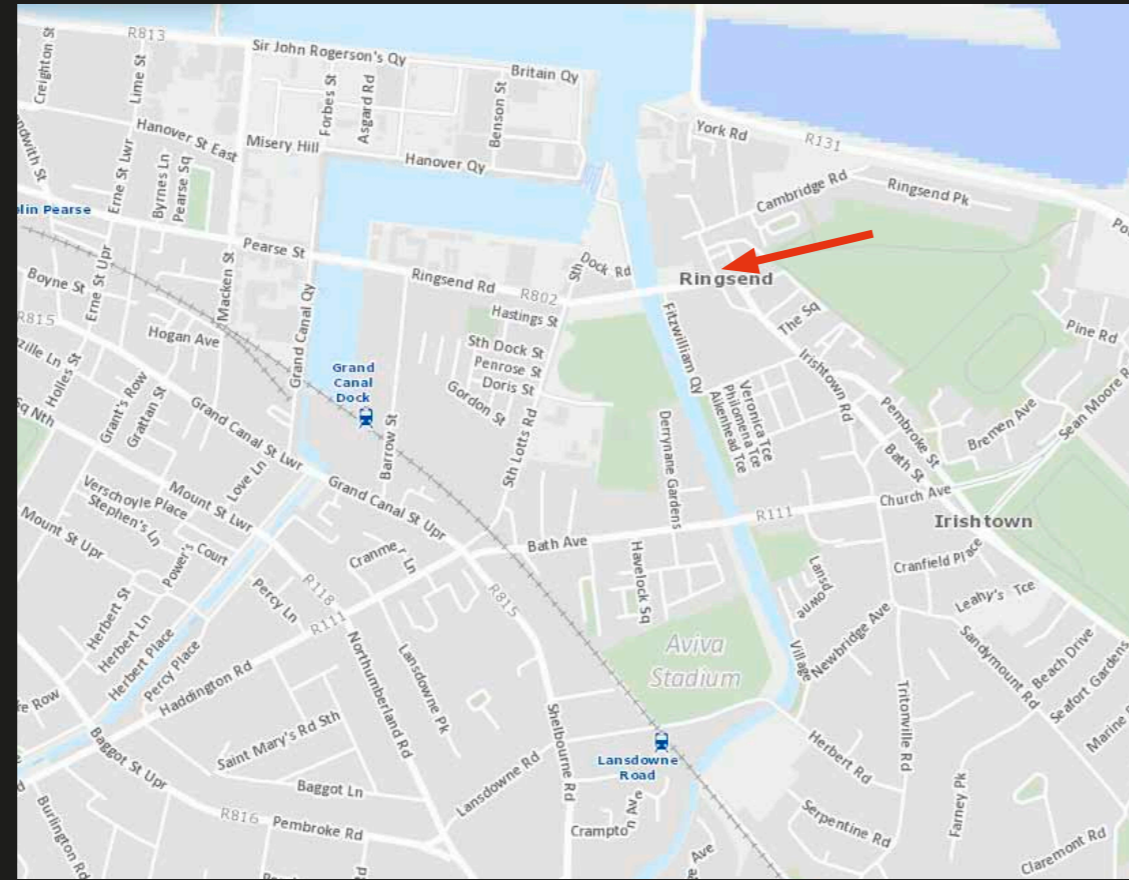 R813
Creighton St
Lime St
Sir John Rogerson's Qy
Forbes St
Asgard Rd
Benson St
Britain Qy
Hanover St East
Misery Hill
Hanover Qy
York Rd
R131
Cambridge Rd
Ringsend Pk
Erne St Lwr
Byrnes Ln
Pearse Sq
lin Pearse
Pearse St
Macken St
Erne St Upr
Boyne St
R815
Hogan Ave
Grand Canal Qy
Ringsend Rd
R802
Sth Dock Rd
Ringsend
Hastings St
Sth Dock St
Penrose St
Doris St
Gordon St
Fitzwilliam Qy
The Sq
Irishtown Rd
Pine Rd
Holles St
Grant's Row
Grattan St
Sq Nth
Grand
Canal
Dock
Barrow St
Sth Lotts Rd
Derrynane Gardens
Veronica Tce
Philomena Tce
Aikenhead Tce
Pembroke St
Bath St
Bremen Ave
Sean Moore R
Grand Canal St Lwr
Love Ln
Grand Canal St Upr
Mount St Lwr
Verschoyle Place
Stephen's Ln
Mount St Upr
Power's Court
Church Ave
R111
Irishtown
Bath Ave
Havelock Sq
Cranmer Ln
R815
Cranfield Place
Leahy's Tce
Lansdowne Village
Newbridge Ave
Herbert St
Herbert Ln
Herbert Place
Percy Place
Percy Ln
R118
R111
Haddington Rd
Northumberland Rd
Lansdowne Pk
Aviva
Stadium
Sandymount Rd
Beach Drive
Seafort Gardens
Tritonville Rd
Baggot St Upr
Saint Mary's Rd Sth
Shelbourne Rd
Lansdowne Rd
Lansdowne
Road
Herbert Rd
Baggot Ln
R816
Pembroke Rd
Burlington Rd
Crampton Ave
Ave
Serpentine Rd
Farney Pk
Claremont Rd